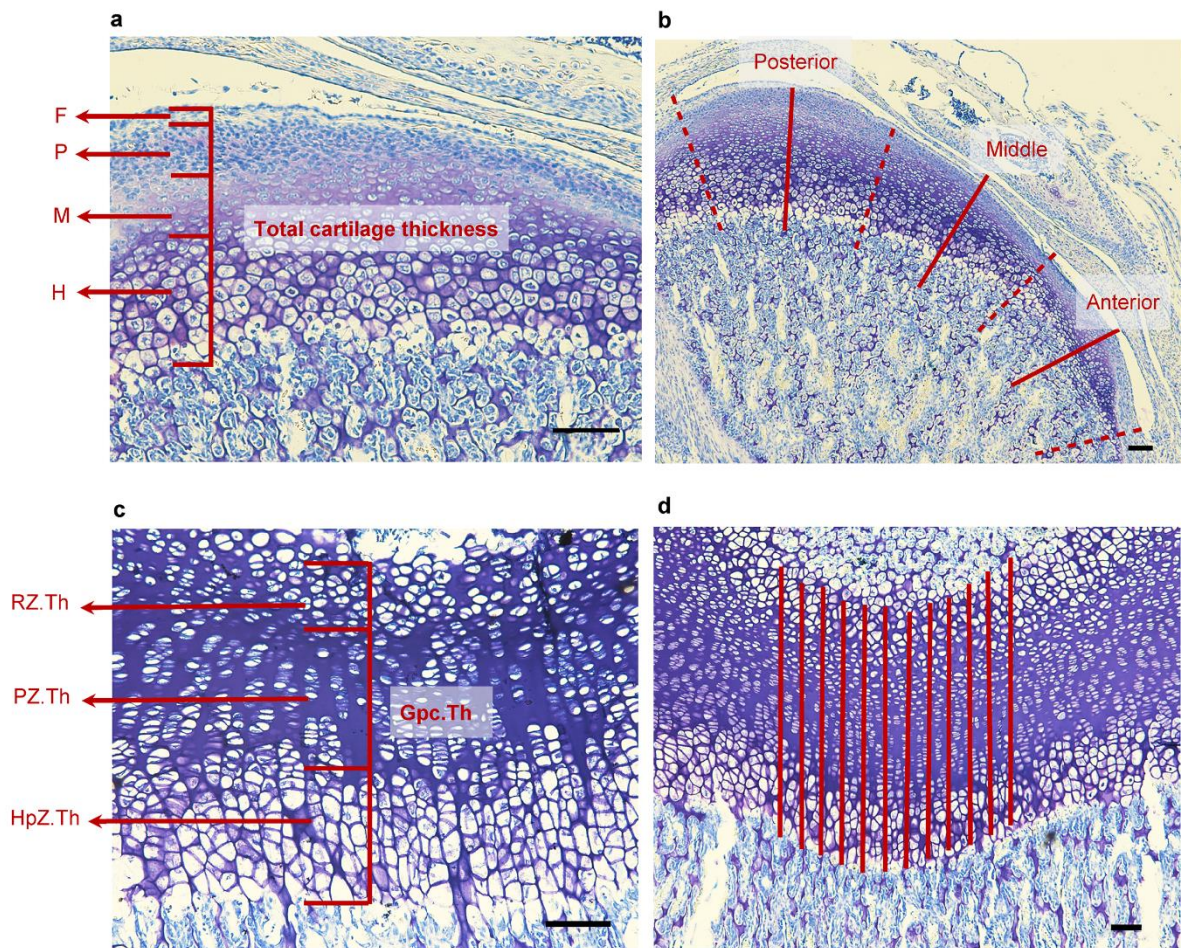 a
F
P
M
Total cartilage thickness
H
b
Posterior
Middle
Anterior
c
RZ.Th
PZ.Th
Gpc.Th
HpZ.Th
d